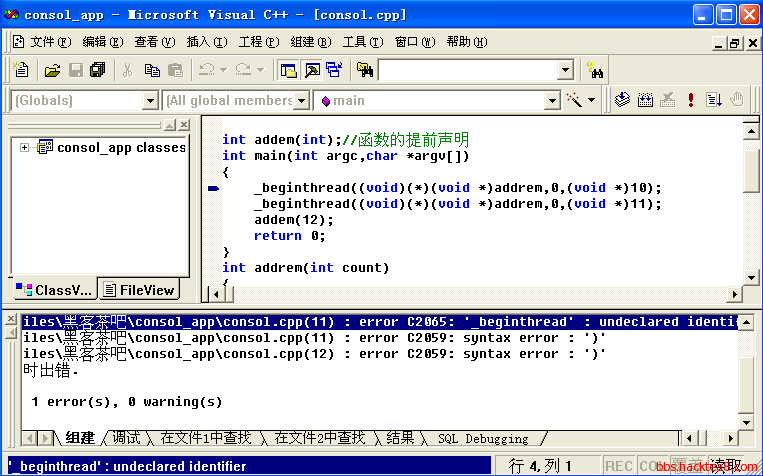 consol_app - Microsoft Visual C++ - [consol.cpp]
文件(F) 编辑(E) 查看(V) 插入(I) 工程(P) 组建(B) 工具(T) 窗口(W) 帮助(H)
(Globals) (All global members main
consol_app classes
ClassV... FileView
int addem(int);//函数的提前声明
int main(int argc,char *argv[])
{
_beginthread((void)(*)(void *)addrem,0,(void *)10);
_beginthread((void)(*)(void *)addrem,0,(void *)11);
addem(12);
return 0;
}
int addrem(int count)
{
iles\黑客茶吧\consol_app\consol.cpp(11) : error C2065: '_beginthread' : undeclared identif
iles\黑客茶吧\consol_app\consol.cpp(11) : error C2059: syntax error : ')'
iles\黑客茶吧\consol_app\consol.cpp(12) : error C2059: syntax error : ')'
时出错.
1 error(s), 0 warning(s)
组建 调试 在文件1中查找 在文件2中查找 结果 SQL Debugging
'_beginthread' : undeclared identifier 行 4,列 1 REC COL 覆盖 读取